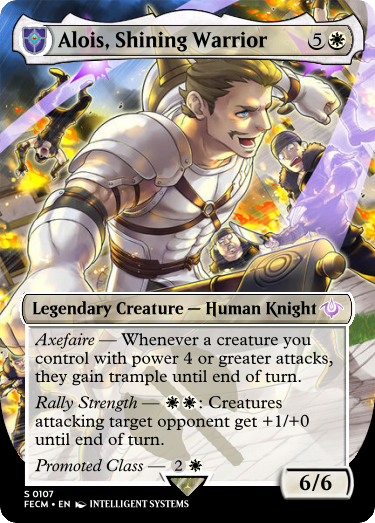 Alois, Shining Warrior 5
Legendary Creature — Human Knight
Axefaire — Whenever a creature you
control with power 4 or greater attacks,
they gain trample until end of turn.
Rally Strength — : Creatures
attacking target opponent get +1/+0
until end of turn.
Promoted Class — 2
6/6
S 0107
FECM • EN INTELLIGENT SYSTEMS